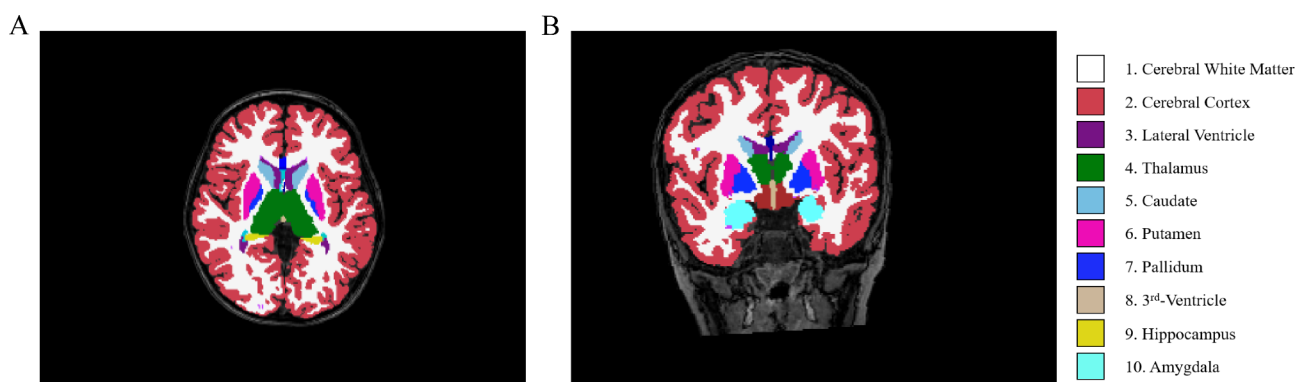 A
B
1. Cerebral White Matter
2. Cerebral Cortex
3. Lateral Ventricle
4. Thalamus
5. Caudate
6. Putamen
7. Pallidum
8. 3rd-Ventricle
9. Hippocampus
10. Amygdala